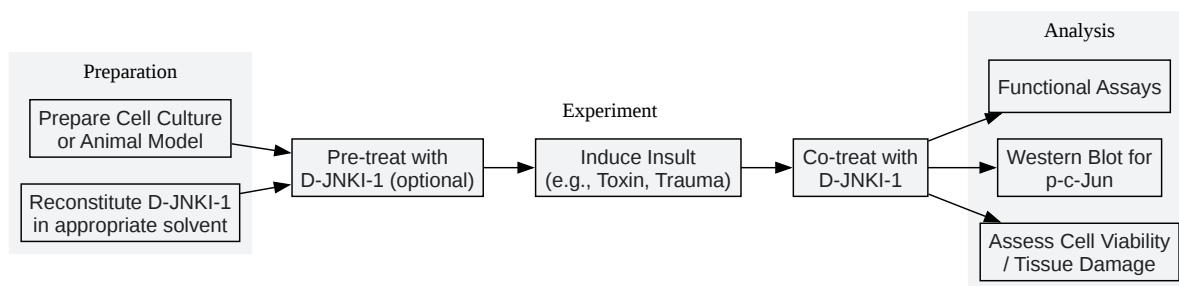 Preparation
Prepare Cell Culture
or Animal Model
Reconstitute D-JNKI-1
in appropriate solvent
Experiment
Pre-treat with
D-JNKI-1 (optional)
Induce Insult
(e.g., Toxin, Trauma)
Co-treat with
D-JNKI-1
Analysis
Functional Assays
Western Blot for
p-c-Jun
Assess Cell Viability
/ Tissue Damage